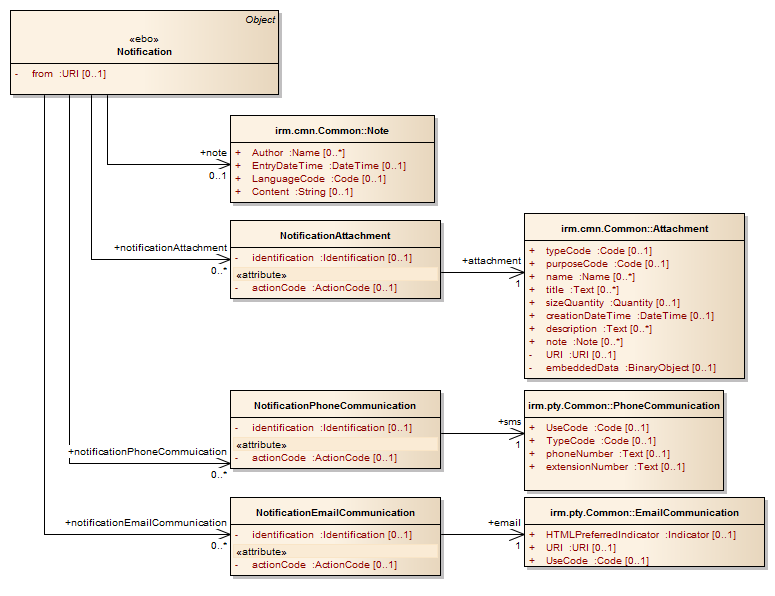 Object
«ebo»
Notification
- from :URI [0..1]
+note
0..1
irm.cmn.Common::Note
+ Author :Name [0..*]
+ EntryDateTime :DateTime [0..1]
+ LanguageCode :Code [0..1]
+ Content :String [0..1]
+notificationAttachment
0..*
NotificationAttachment
- identification :Identification [0..1]
«attribute»
- actionCode :ActionCode [0..1]
+attachment
1
irm.cmn.Common::Attachment
+ typeCode :Code [0..1]
+ purposeCode :Code [0..1]
+ name :Name [0..*]
+ title :Text [0..*]
+ sizeQuantity :Quantity [0..1]
+ creationDateTime :DateTime [0..1]
+ description :Text [0..*]
+ note :Note [0..*]
- URI :URI [0..1]
- embeddedData :BinaryObject [0..1]
+notificationPhoneCommuication
0..*
NotificationPhoneCommunication
- identification :Identification [0..1]
«attribute»
- actionCode :ActionCode [0..1]
+sms
1
irm.pty.Common::PhoneCommunication
+ UseCode :Code [0..1]
+ TypeCode :Code [0..1]
+ phoneNumber :Text [0..1]
+ extensionNumber :Text [0..1]
+notificationEmailCommunication
0..*
NotificationEmailCommunication
- identification :Identification [0..1]
«attribute»
- actionCode :ActionCode [0..1]
+email
1
irm.pty.Common::EmailCommunication
+ HTMLPreferredIndicator :Indicator [0..1]
+ URI :URI [0..1]
+ UseCode :Code [0..1]